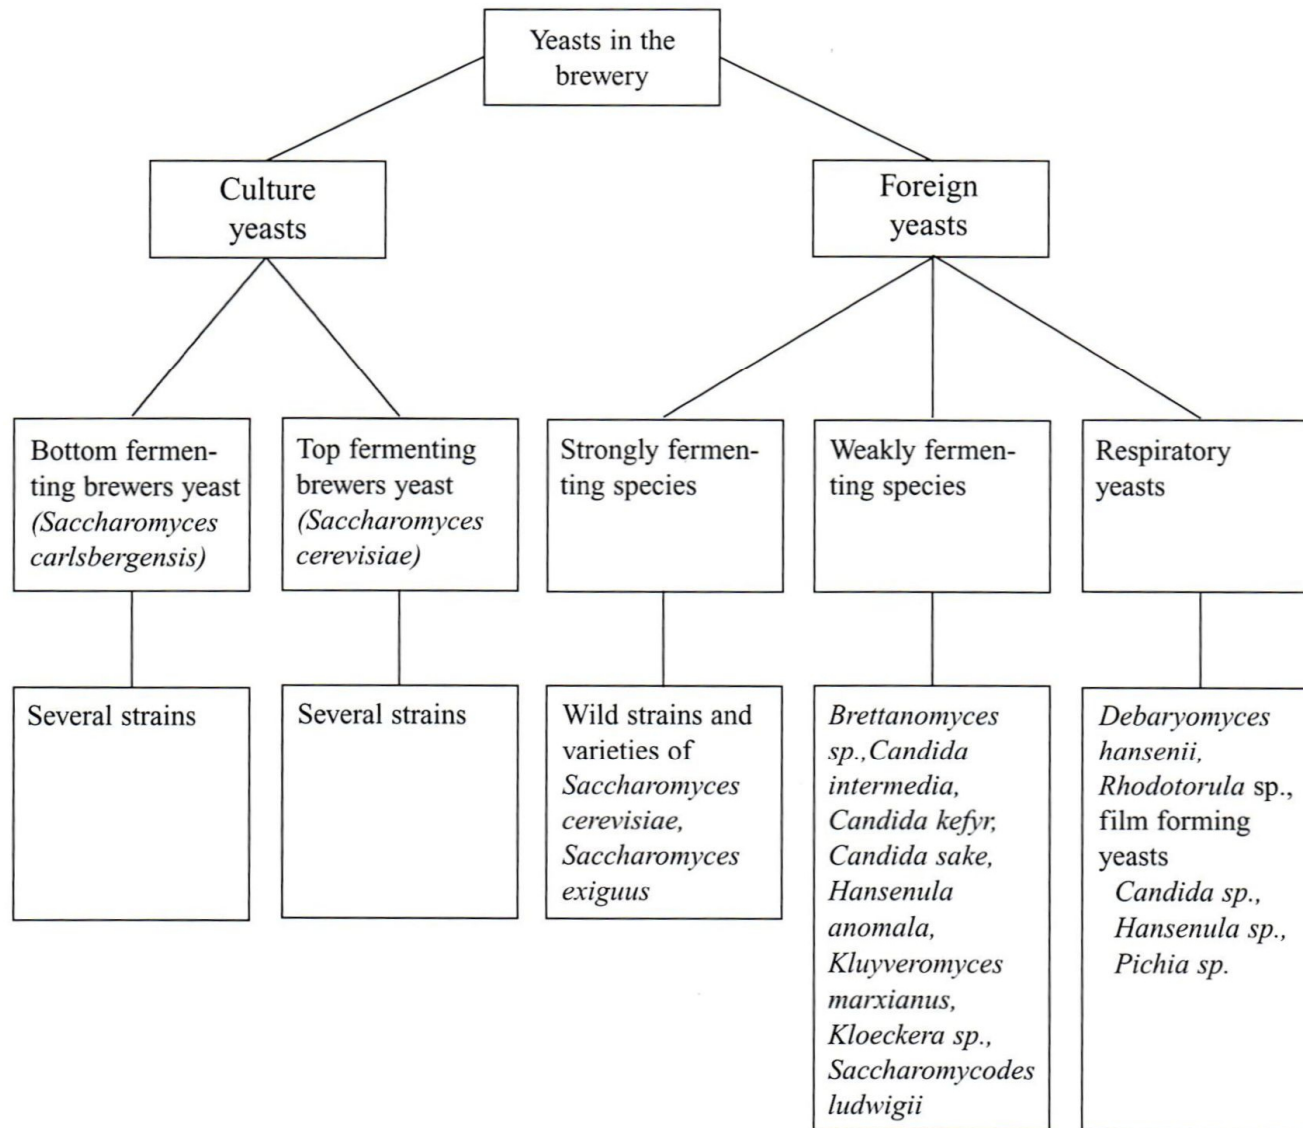 Yeasts in the
brewery
Culture
yeasts
Foreign
yeasts
Bottom fermen-
ting brewers yeast
(Saccharomyces
carlsbergensis)
Top fermenting
brewers yeast
(Saccharomyces
cerevisiae)
Strongly fermen-
ting species
Weakly fermen-
ting species
Respiratory
yeasts
Several strains
Several strains
Wild strains and
varieties of
Saccharomyces
cerevisiae,
Saccharomyces
exiguus
Brettanomyces
sp.,Candida
intermedia,
Candida kefyr,
Candida sake,
Hansenula
anomala,
Kluyveromyces
marxianus,
Kloeckera sp.,
Saccharomycodes
ludwigii
Debaryomyces
hansenii,
Rhodotorula sp.,
film forming
yeasts
Candida sp.,
Hansenula sp.,
Pichia sp.